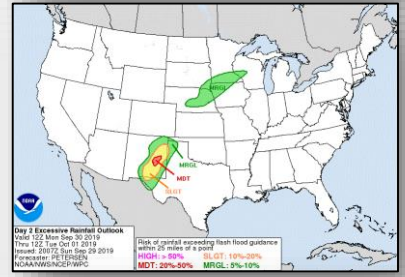 MRGL
MRGL
MDT
SLGT
NOAA
Day 2 Excessive Rainfall Outlook
Valid 12Z Mon Sep 30 2019
Thru 12Z Tue Oct 01 2019
Issued: 2007Z Sun Sep 29 2019
Forecaster: PETERSEN
NOAA/NWS/NCEP/WPC
Risk of rainfall exceeding flash flood guidance
within 25 miles of a point
HIGH: > 50% SLGT: 10%-20%
MDT: 20%-50% MRGL: 5%-10%